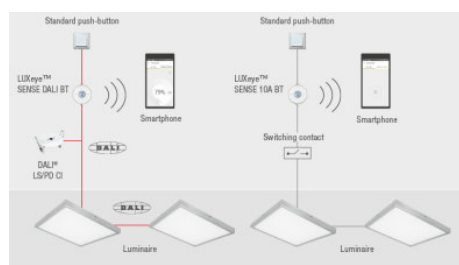 Standard push-button
Standard push-button
LUXeye™
SENSE DALI BT
LUXeye™
SENSE 10A BT
79%
Smartphone
Smartphone
Switching contact
DALI
DALI®
LS/PD CI
DALI
Luminaire
Luminaire